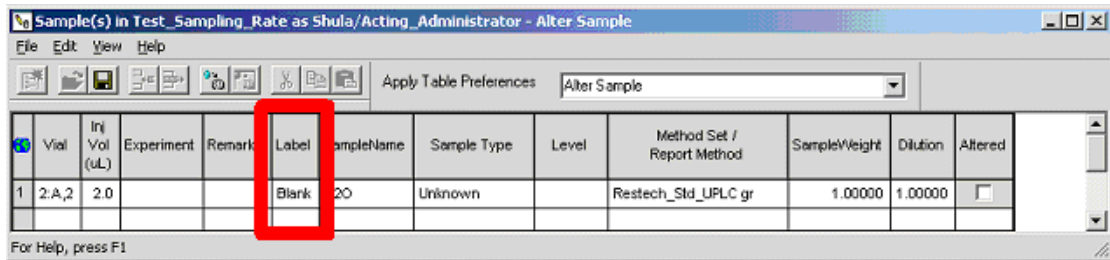 Sample(s) in Test_Sampling_Rate as Shula/Acting_Administrator - Alter Sample
File Edit View Help
Apply Table Preferences Alter Sample
Vial Inj Vol (uL) Experiment Remark Label ampleName Sample Type Level Method Set / Report Method SampleWeight Dilution Altered
1 2:A,2 2.0 Blank 2O Unknown Restech_Std_UPLC gr 1.00000 1.00000
For Help, press F1